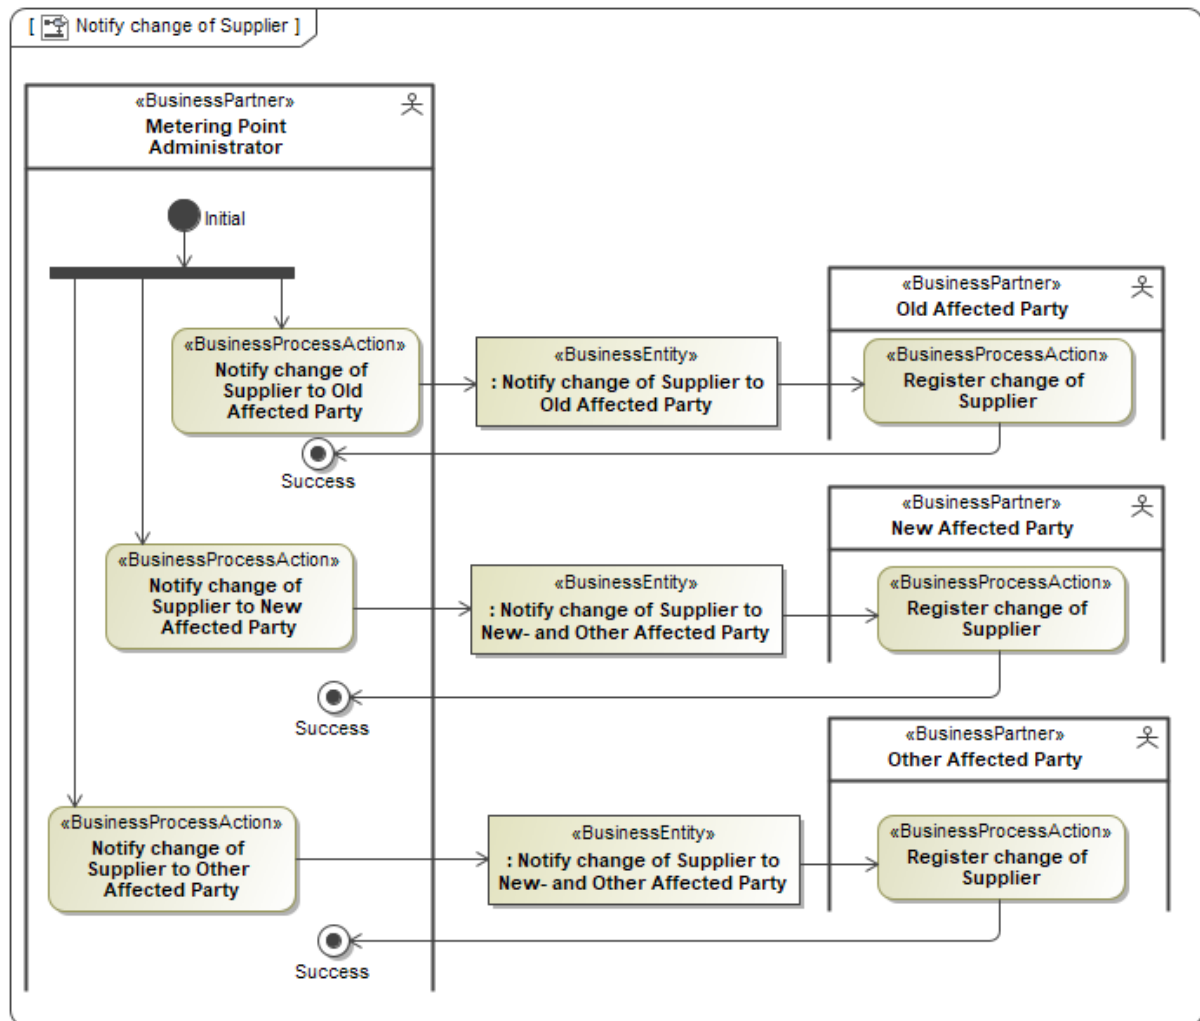 [ Notify change of Supplier ]
«BusinessPartner»
Metering Point
Administrator
Initial
«BusinessPartner»
Old Affected Party
«BusinessProcessAction»
Notify change of
Supplier to Old
Affected Party
«BusinessEntity»
: Notify change of Supplier to
Old Affected Party
«BusinessProcessAction»
Register change of
Supplier
Success
«BusinessPartner»
New Affected Party
«BusinessProcessAction»
Notify change of
Supplier to New
Affected Party
«BusinessEntity»
: Notify change of Supplier to
New- and Other Affected Party
«BusinessProcessAction»
Register change of
Supplier
Success
«BusinessPartner»
Other Affected Party
«BusinessProcessAction»
Notify change of
Supplier to Other
Affected Party
«BusinessEntity»
: Notify change of Supplier to
New- and Other Affected Party
«BusinessProcessAction»
Register change of
Supplier
Success